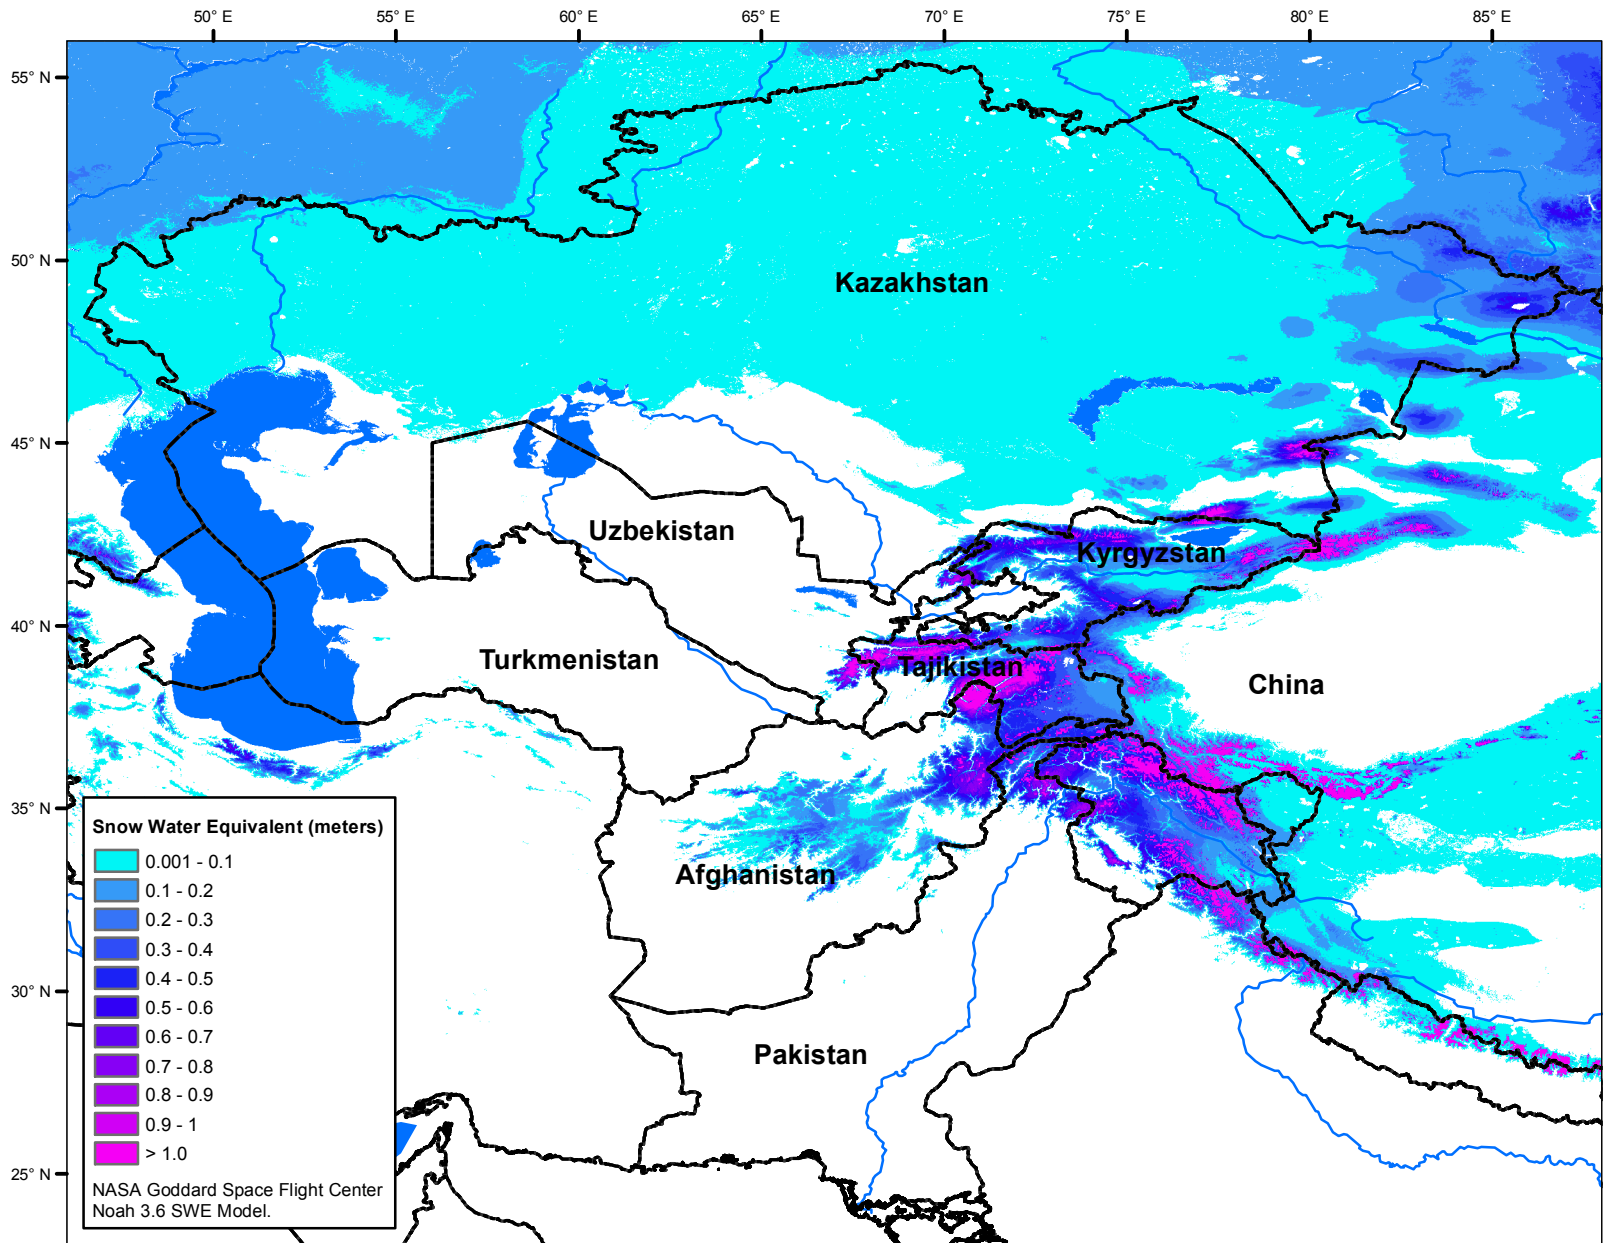 50° E 55° E 60° E 65° E 70° E 75° E 80° E 85° E
55° N
50° N
Kazakhstan
45° N
Uzbekistan
Kyrgyzstan
40° N
Turkmenistan
Tajikistan
China
35° N
Afghanistan
30° N
Pakistan
25° N
Snow Water Equivalent (meters)
0.001 - 0.1
0.1 - 0.2
0.2 - 0.3
0.3 - 0.4
0.4 - 0.5
0.5 - 0.6
0.6 - 0.7
0.7 - 0.8
0.8 - 0.9
0.9 - 1
> 1.0
NASA Goddard Space Flight Center
Noah 3.6 SWE Model.